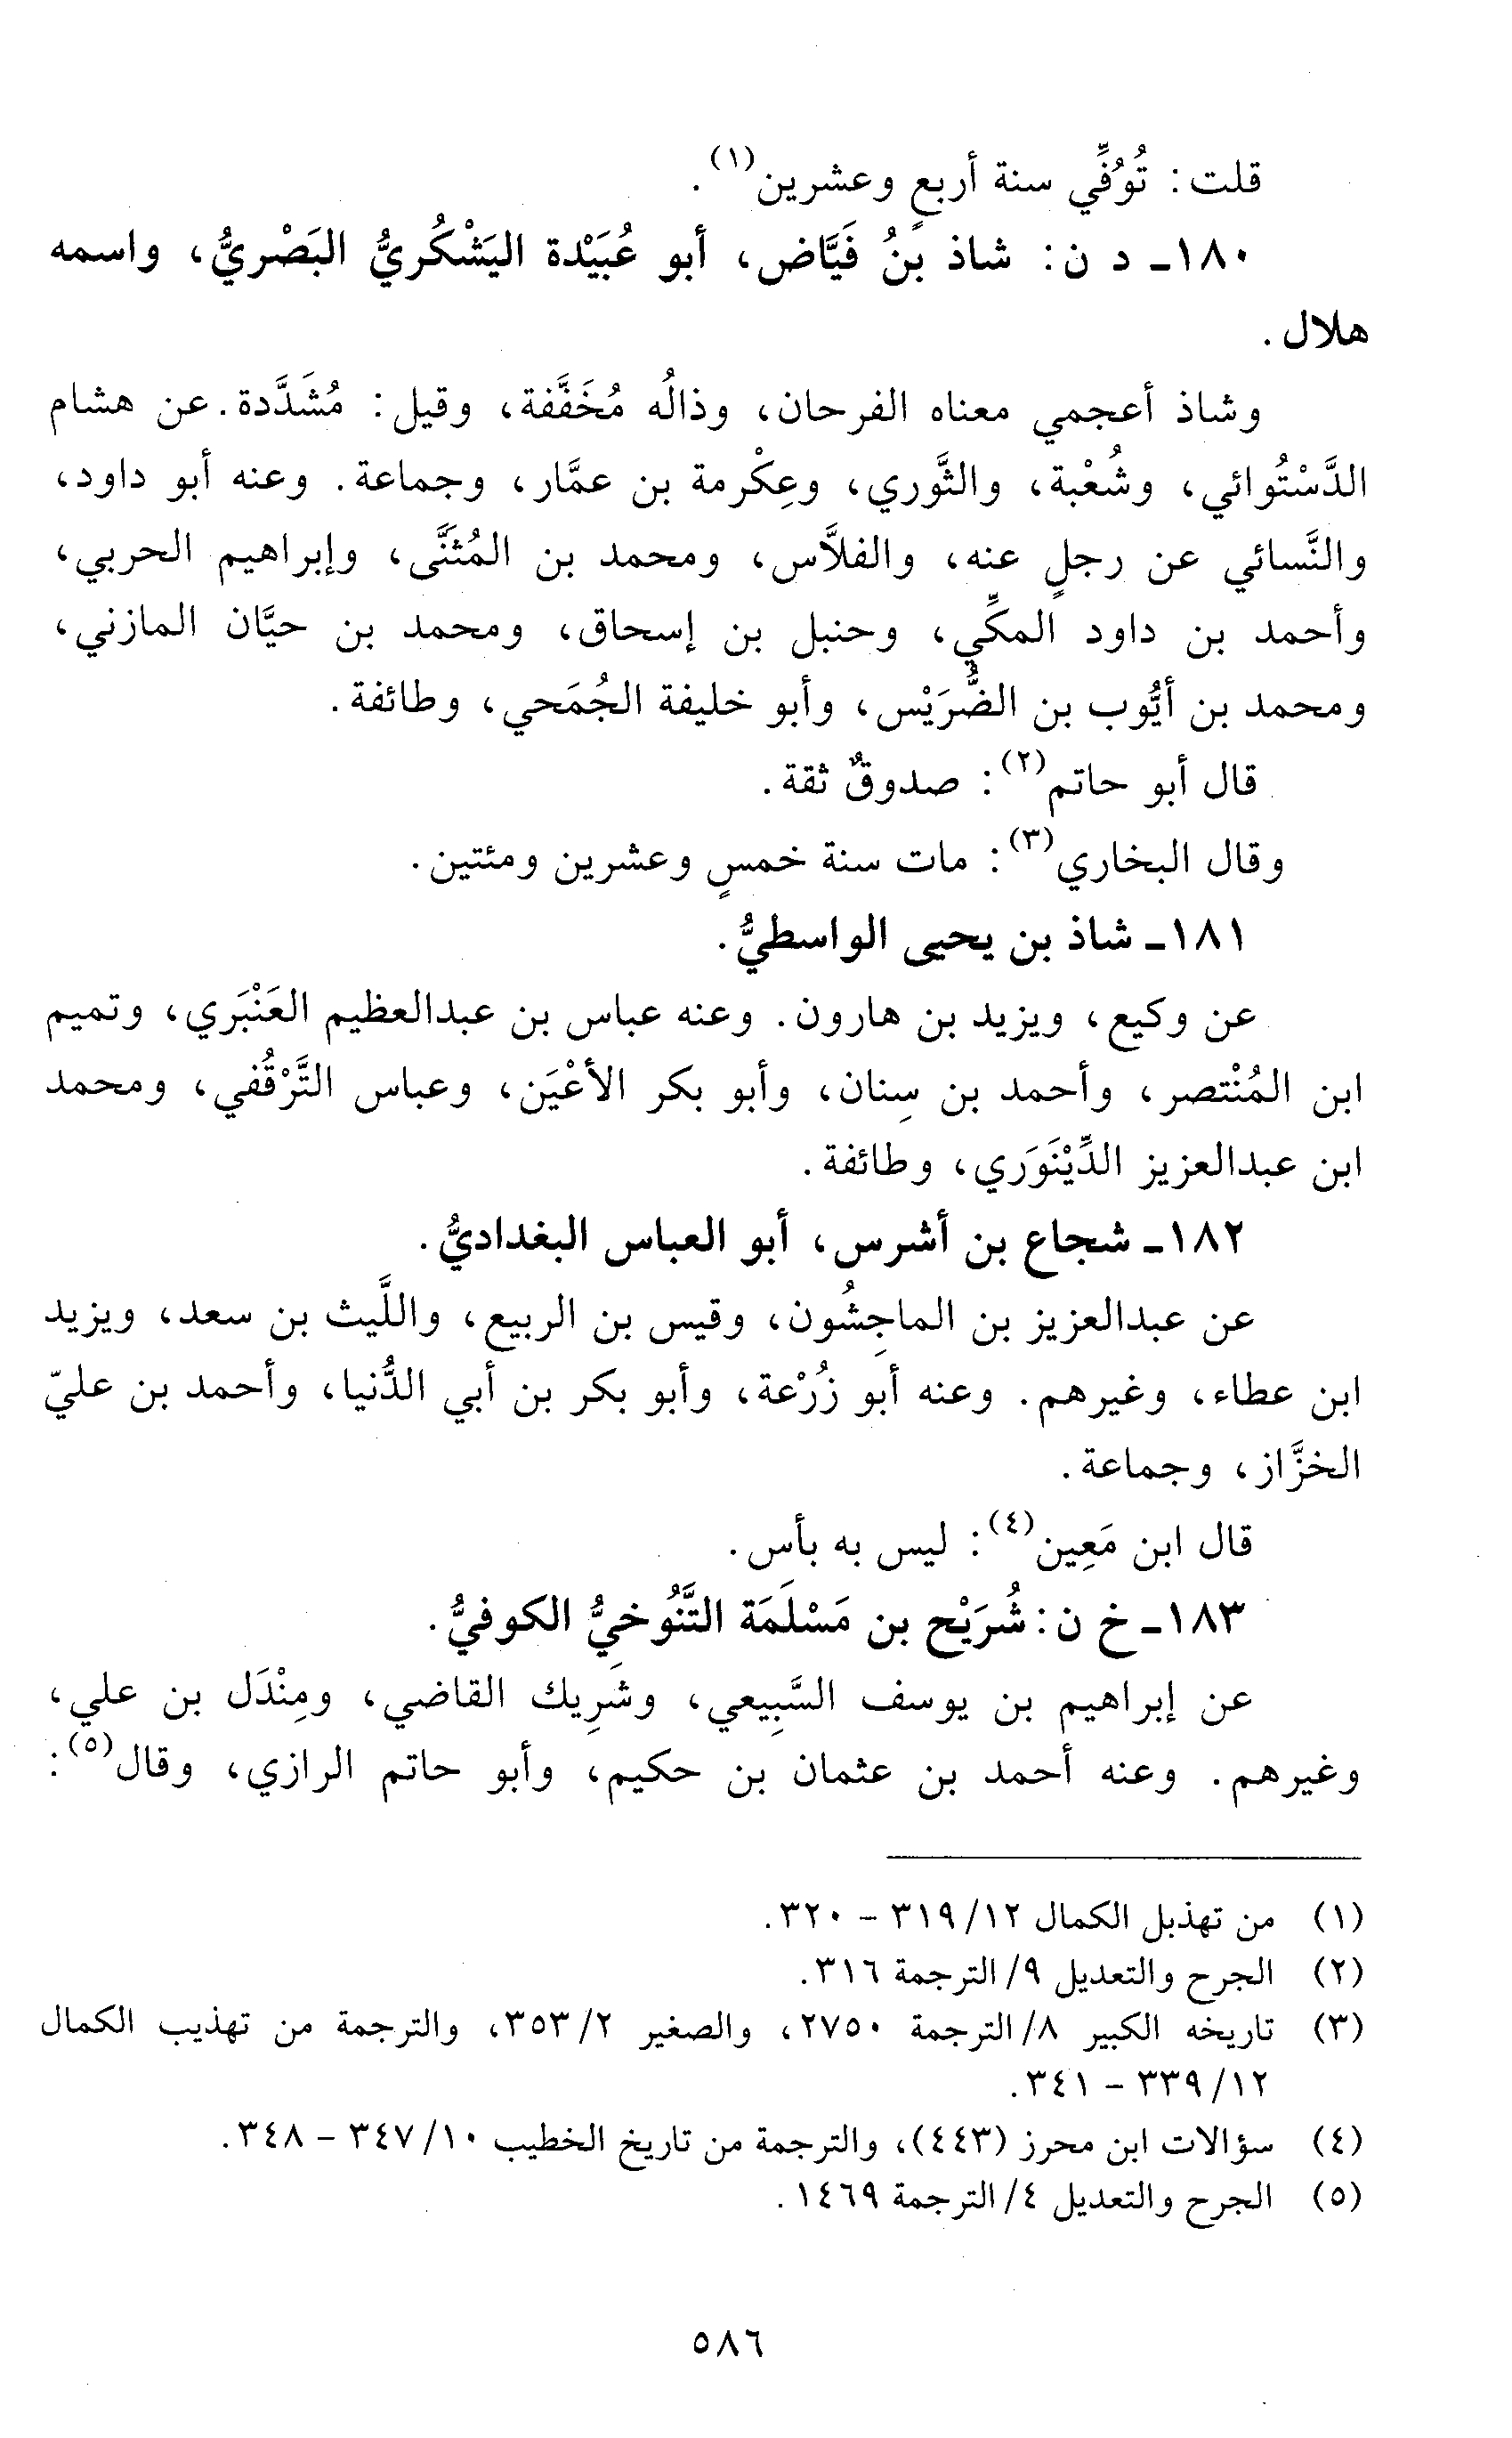 قلت: تُوُفِّي سنة أربعٍ وعشرين(١).
١٨٠ـ د ن: شاذ بنُ فَيَّاض، أبو عُبَيْدة اليَشْكُريُّ البَصْريُّ، واسمه
هلال.
وشاذ أعجمي معناه الفرحان، وذالُه مُخَفَّفة، وقيل: مُشَدَّدة. عن هشام
الدَّسْتُوائي، وشُعْبة، والثَّوري، وعِكْرمة بن عمَّار، وجماعة. وعنه أبو داود،
والنَّسائي عن رجلٍ عنه، والفلاَّس، ومحمد بن المُثنَّى، وإبراهيم الحربي،
وأحمد بن داود المكِّي، وحنبل بن إسحاق، ومحمد بن حيَّان المازني،
ومحمد بن أيُّوب بن الضُّرَيْس، وأبو خليفة الجُمَحي، وطائفة.
قال أبو حاتم(٢): صدوقٌ ثقة.
وقال البخاري(٣): مات سنة خمسٍ وعشرين ومئتين.
١٨١ـ شاذ بن يحيى الواسطيُّ.
عن وكيع، ويزيد بن هارون. وعنه عباس بن عبدالعظيم العَنْبَري، وتميم
ابن المُنْتصر، وأحمد بن سِنان، وأبو بكر الأعْيَن، وعباس التَّرْقُفي، ومحمد
ابن عبدالعزيز الدِّيْنَوَري، وطائفة.
١٨٢ـ شجاع بن أشرس، أبو العباس البغداديُّ.
عن عبدالعزيز بن الماجِشُون، وقيس بن الربيع، واللَّيث بن سعد، ويزيد
ابن عطاء، وغيرهم. وعنه أبو زُرْعة، وأبو بكر بن أبي الدُّنيا، وأحمد بن عليّ
الخزَّاز، وجماعة.
قال ابن مَعِين(٤): ليس به بأس.
١٨٣ـ خ ن: شُرَيْح بن مَسْلَمَة التَّنُوخيُّ الكوفيُّ.
عن إبراهيم بن يوسف السَّبِيعي، وشَرِيك القاضي، ومِنْدَل بن علي،
وغيرهم. وعنه أحمد بن عثمان بن حكيم، وأبو حاتم الرازي، وقال(٥):
(١) من تهذيل الكمال ١٢/ ٣١٩ - ٣٢٠.
(٢) الجرح والتعديل ٩/ الترجمة ٣١٦.
(٣) تاريخه الكبير ٨/ الترجمة ٢٧٥٠، والصغير ٢/ ٣٥٣، والترجمة من تهذيب الكمال
١٢/ ٣٣٩ - ٣٤١.
(٤) سؤالات ابن محرز (٤٤٣)، والترجمة من تاريخ الخطيب ١٠/ ٣٤٧ - ٣٤٨.
(٥) الجرح والتعديل ٤/ الترجمة ١٤٦٩.
٥٨٦